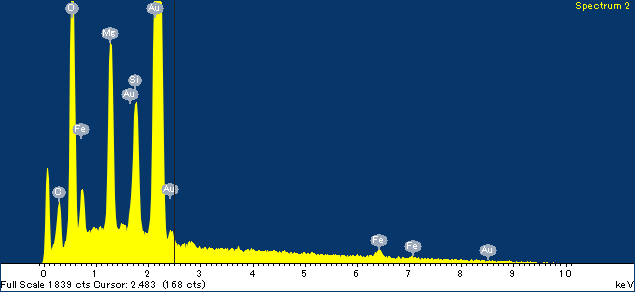 Spectrum 2
O Au
Mg
Si
Au
Fe
Au
Fe Fe Au
0 1 2 3 4 5 6 7 8 9 10
Full Scale 1839 cts Cursor: 2.483 (168 cts) keV